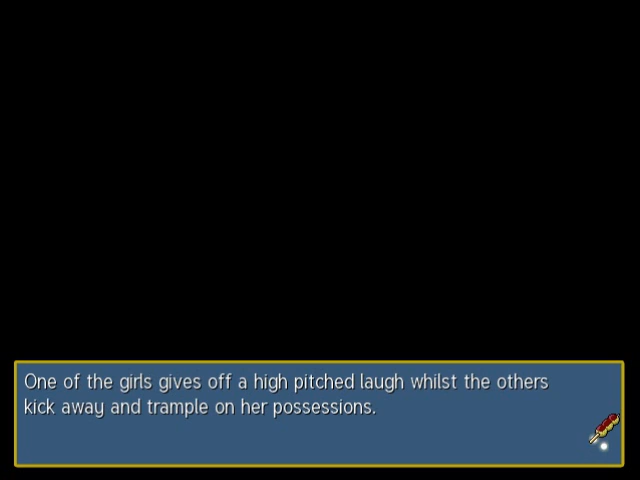 One of the girls gives off a high pitched laugh whilst the others
kick away and trample on her possessions.